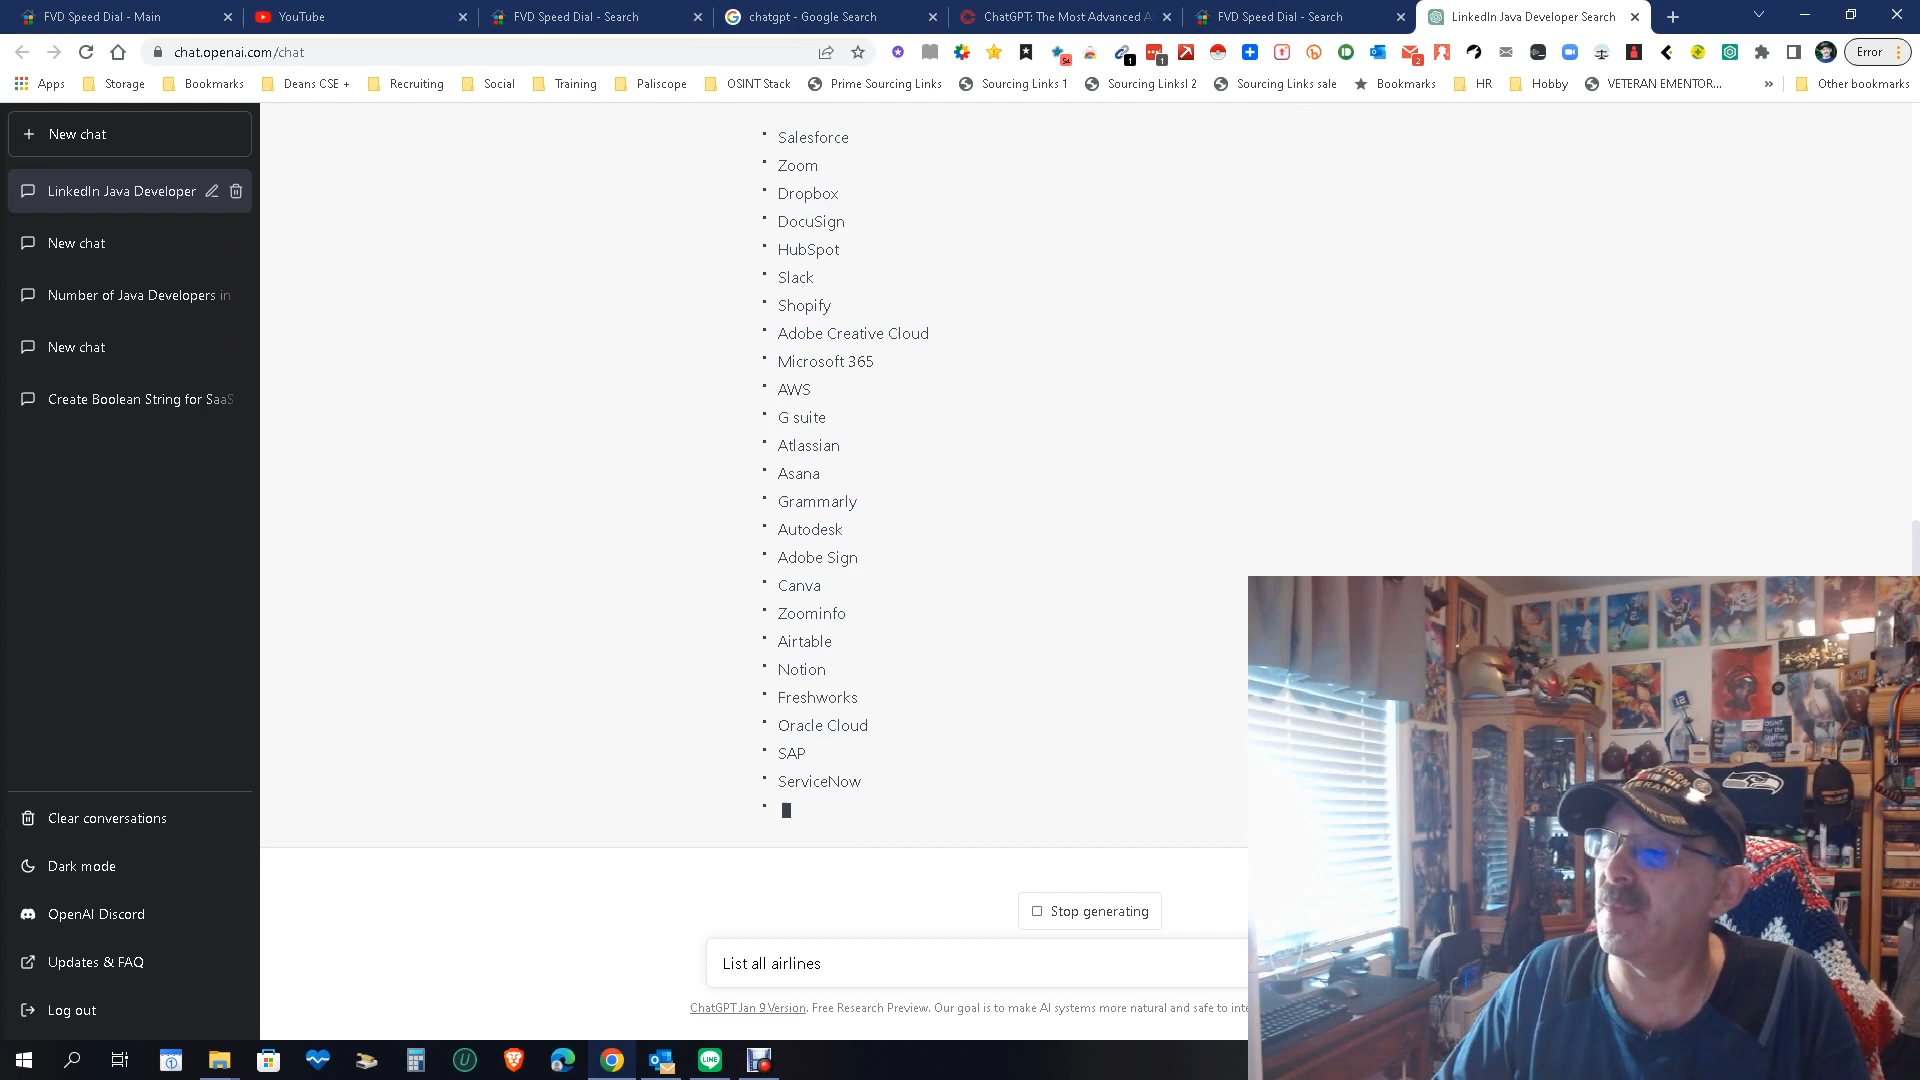 FVD Speed Dial - Main
YouTube
FVD Speed Dial - Search
chatgpt - Google Search
ChatGPT: The Most Advanced A
FVD Speed Dial - Search
LinkedIn Java Developer Search
chat.openai.com/chat
Error
Apps
Storage
Bookmarks
Deans CSE +
Recruiting
Social
Training
Paliscope
OSINT Stack
Prime Sourcing Links
Sourcing Links 1
Sourcing Linksl 2
Sourcing Links sale
Bookmarks
HR
Hobby
VETERAN EMENTOR...
Other bookmarks
New chat
LinkedIn Java Developer
New chat
Number of Java Developers in
New chat
Create Boolean String for SaaS
Clear conversations
Dark mode
OpenAI Discord
Updates & FAQ
Log out
Salesforce
Zoom
Dropbox
DocuSign
HubSpot
Slack
Shopify
Adobe Creative Cloud
Microsoft 365
AWS
G suite
Atlassian
Asana
Grammarly
Autodesk
Adobe Sign
Canva
Zoominfo
Airtable
Notion
Freshworks
Oracle Cloud
SAP
ServiceNow
Stop generating
List all airlines
ChatGPT Jan 9 Version. Free Research Preview. Our goal is to make AI systems more natural and safe to inte